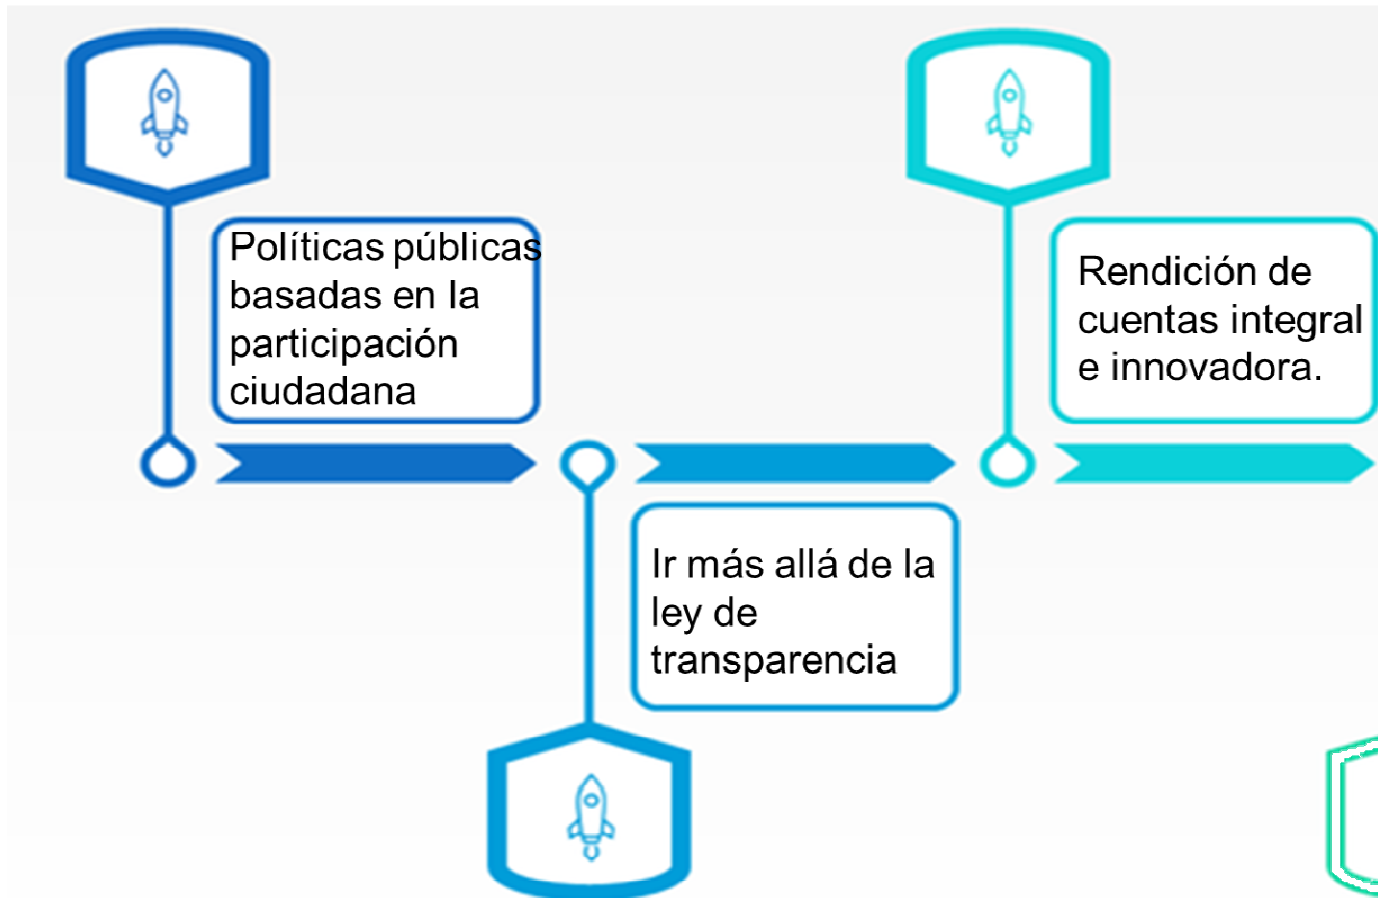 Políticas públicas
basadas en la
participación
ciudadana
Ir más allá de la
ley de
transparencia
Rendición de
cuentas integral
e innovadora.